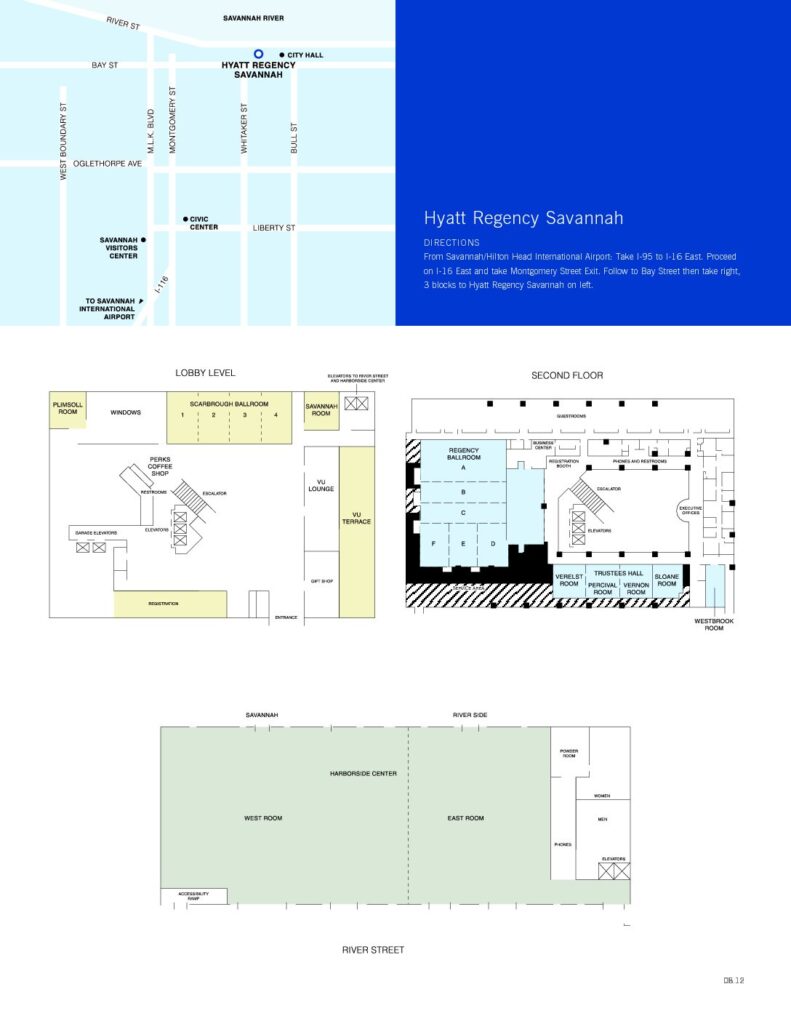 SAVANNAH RIVER
RIVER ST
CITY HALL
BAY ST
HYATT REGENCY
SAVANNAH
WEST BOUNDARY ST
M.L.K. BLVD
MONTGOMERY ST
WHITAKER ST
BULL ST
OGLETHORPE AVE
CIVIC
CENTER
LIBERTY ST
SAVANNAH
VISITORS
CENTER
I-116
TO SAVANNAH
INTERNATIONAL
AIRPORT
Hyatt Regency Savannah
DIRECTIONS
From Savannah/Hilton Head International Airport: Take I-95 to I-16 East. Proceed
on I-16 East and take Montgomery Street Exit. Follow to Bay Street then take right,
3 blocks to Hyatt Regency Savannah on left.
LOBBY LEVEL
ELEVATORS TO RIVER STREET
AND HARBORSIDE CENTER
PLIMSOLL
ROOM
WINDOWS
SCARBROUGH BALLROOM
1 2 3 4
SAVANNAH
ROOM
PERKS
COFFEE
SHOP
RESTROOMS
ESCALATOR
VU
LOUNGE
VU
TERRACE
GARAGE ELEVATORS
ELEVATORS
GIFT SHOP
REGISTRATION
ENTRANCE
SECOND FLOOR
GUESTROOMS
REGENCY
BALLROOM
A
B
C
F E D
BUSINESS
CENTER
REGISTRATION
BOOTH
PHONES AND RESTROOMS
ESCALATOR
ELEVATORS
EXECUTIVE
OFFICES
SERVICE AREA
VERELST
ROOM
TRUSTEES HALL
PERCIVAL
ROOM
VERNON
ROOM
SLOANE
ROOM
WESTBROOK
ROOM
SAVANNAH
RIVER SIDE
HARBORSIDE CENTER
WEST ROOM
EAST ROOM
POWDER
ROOM
WOMEN
MEN
PHONES
ELEVATORS
ACCESSIBILITY
RAMP
RIVER STREET